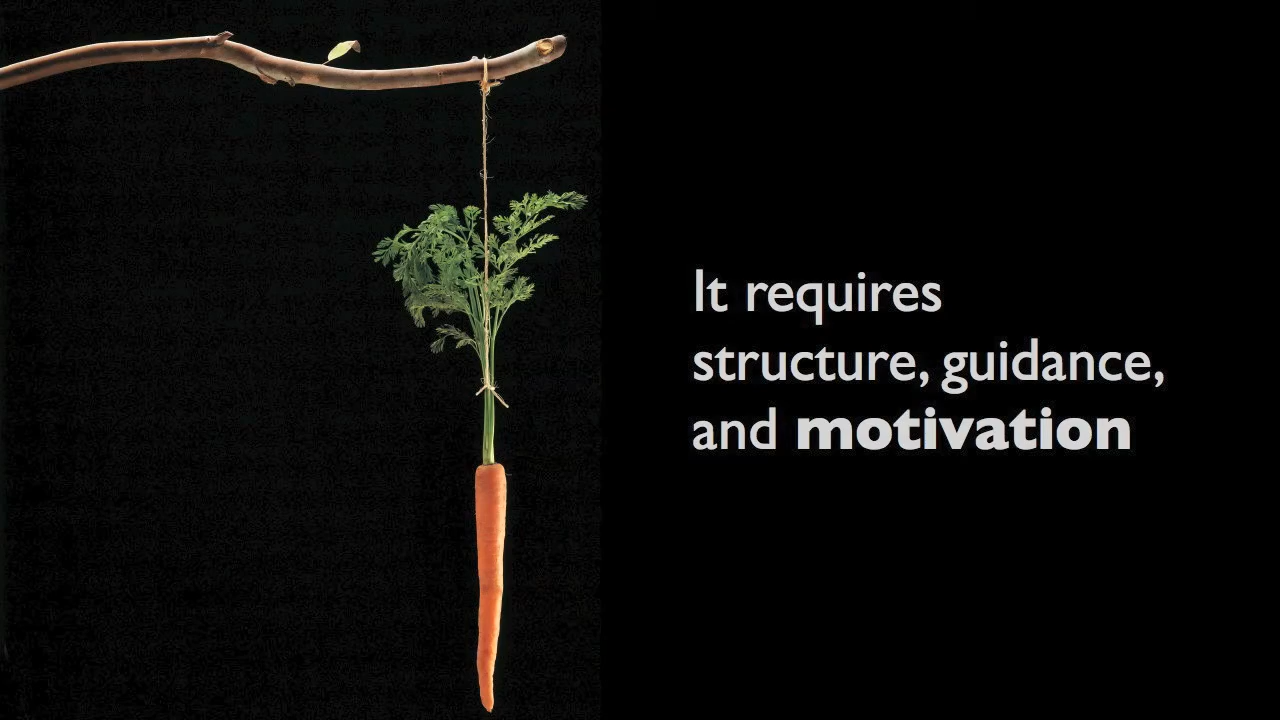 It requires
structure, guidance,
and motivation